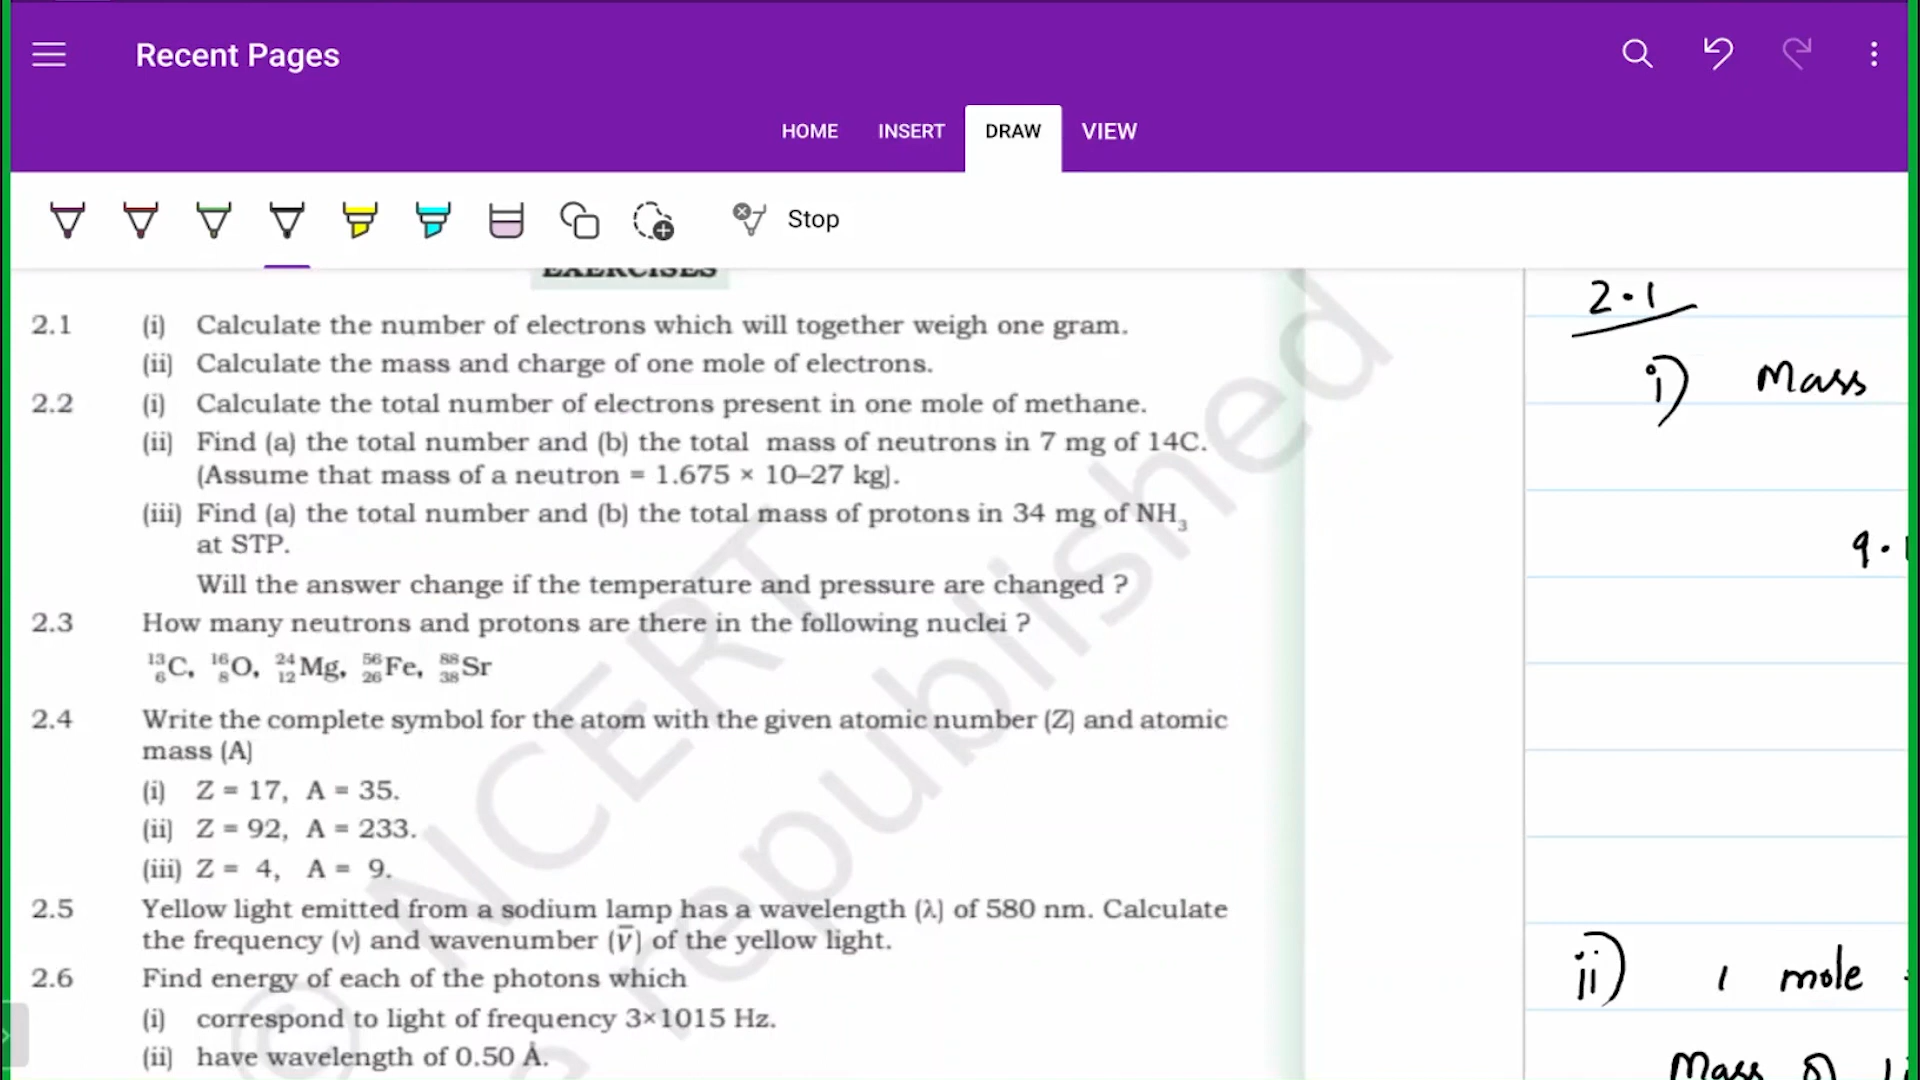 Recent Pages
HOME INSERT DRAW VIEW
Stop
EXERCISES
2.1 (i) Calculate the number of electrons which will together weigh one gram.
(ii) Calculate the mass and charge of one mole of electrons.
2.2 (i) Calculate the total number of electrons present in one mole of methane.
(ii) Find (a) the total number and (b) the total mass of neutrons in 7 mg of 14C.
(Assume that mass of a neutron = 1.675 × 10–27 kg).
(iii) Find (a) the total number and (b) the total mass of protons in 34 mg of NH₃
at STP.
Will the answer change if the temperature and pressure are changed ?
2.3 How many neutrons and protons are there in the following nuclei ?
¹³₆C, ¹⁶₈O, ²⁴₁₂Mg, ⁵⁶₂₆Fe, ⁸⁸₃₈Sr
2.4 Write the complete symbol for the atom with the given atomic number (Z) and atomic
mass (A)
(i) Z = 17, A = 35.
(ii) Z = 92, A = 233.
(iii) Z = 4, A = 9.
2.5 Yellow light emitted from a sodium lamp has a wavelength (λ) of 580 nm. Calculate
the frequency (ν) and wavenumber (ν̅) of the yellow light.
2.6 Find energy of each of the photons which
(i) correspond to light of frequency 3×1015 Hz.
(ii) have wavelength of 0.50 Å.
© NCERT
republished
2.1
i) Mass
9.
ii) 1 mole
Mass